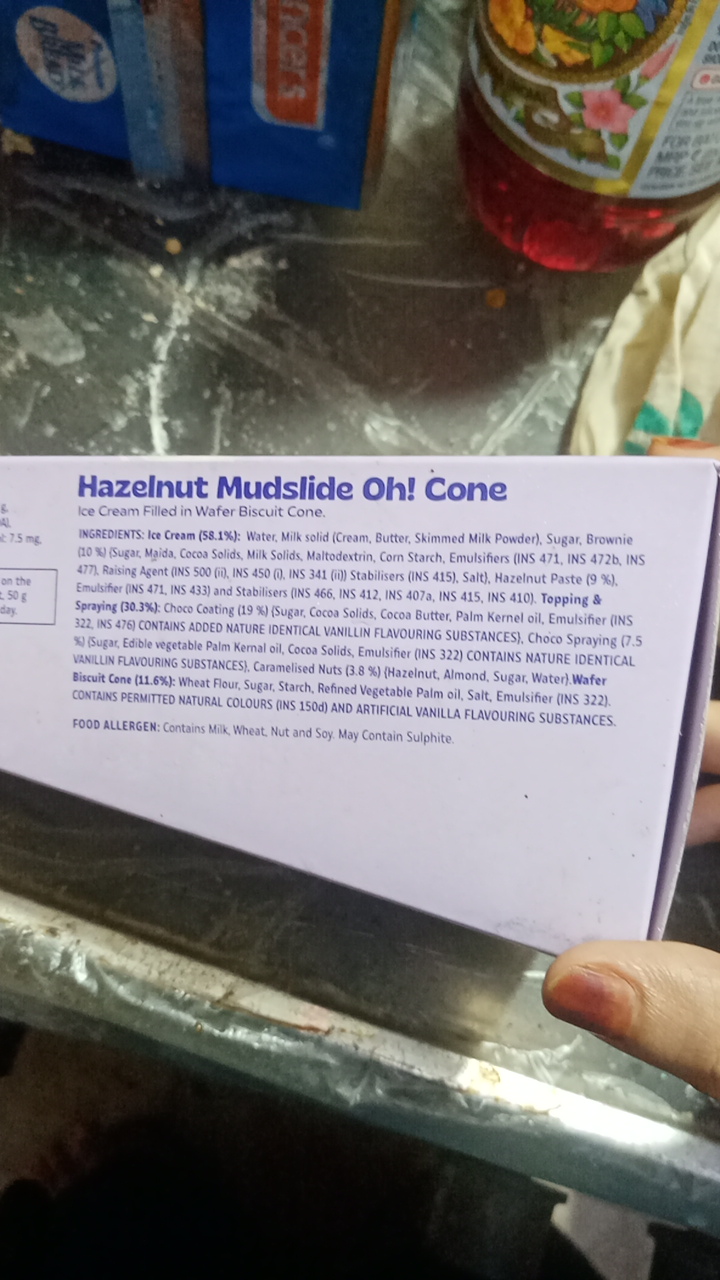 g.
al: 7.5 mg,
on the
50 g
day.
Hazelnut Mudslide Oh! Cone
Ice Cream Filled in Wafer Biscuit Cone.
INGREDIENTS: Ice Cream (58.1%): Water, Milk solid (Cream, Butter, Skimmed Milk Powder), Sugar, Brownie
(10 %) (Sugar, Maida, Cocoa Solids, Milk Solids, Maltodextrin, Corn Starch, Emulsifiers (INS 471, INS 472b, INS
477), Raising Agent (INS 500 (ii), INS 450 (i), INS 341 (ii)) Stabilisers (INS 415), Salt), Hazelnut Paste (9 %),
Emulsifier (INS 471, INS 433) and Stabilisers (INS 466, INS 412, INS 407a, INS 415, INS 410). Topping &
Spraying (30.3%): Choco Coating (19 %) (Sugar, Cocoa Solids, Cocoa Butter, Palm Kernel oil, Emulsifier (INS
322, INS 476) CONTAINS ADDED NATURE IDENTICAL VANILLIN FLAVOURING SUBSTANCES), Choco Spraying (7.5
%) (Sugar, Edible vegetable Palm Kernal oil, Cocoa Solids, Emulsifier (INS 322) CONTAINS NATURE IDENTICAL
VANILLIN FLAVOURING SUBSTANCES), Caramelised Nuts (3.8 %) (Hazelnut, Almond, Sugar, Water).Wafer
Biscuit Cone (11.6%): Wheat Flour, Sugar, Starch, Refined Vegetable Palm oil, Salt, Emulsifier (INS 322).
CONTAINS PERMITTED NATURAL COLOURS (INS 150d) AND ARTIFICIAL VANILLA FLAVOURING SUBSTANCES.
FOOD ALLERGEN: Contains Milk, Wheat, Nut and Soy. May Contain Sulphite.